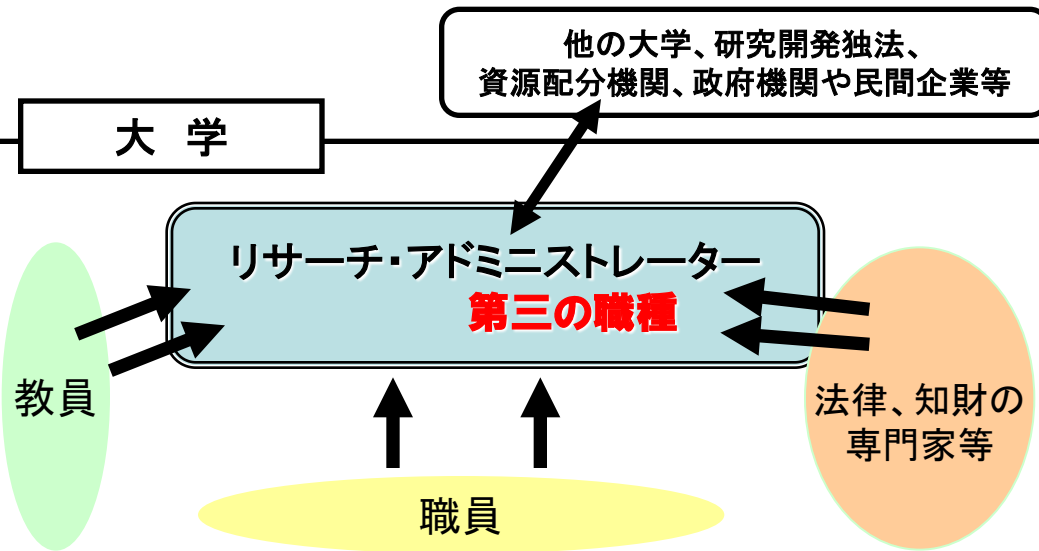 他の大学、研究開発独法、
資源配分機関、政府機関や民間企業等
大 学
リサーチ・アドミニストレーター
第三の職種
教員
法律、知財の
専門家等
職員